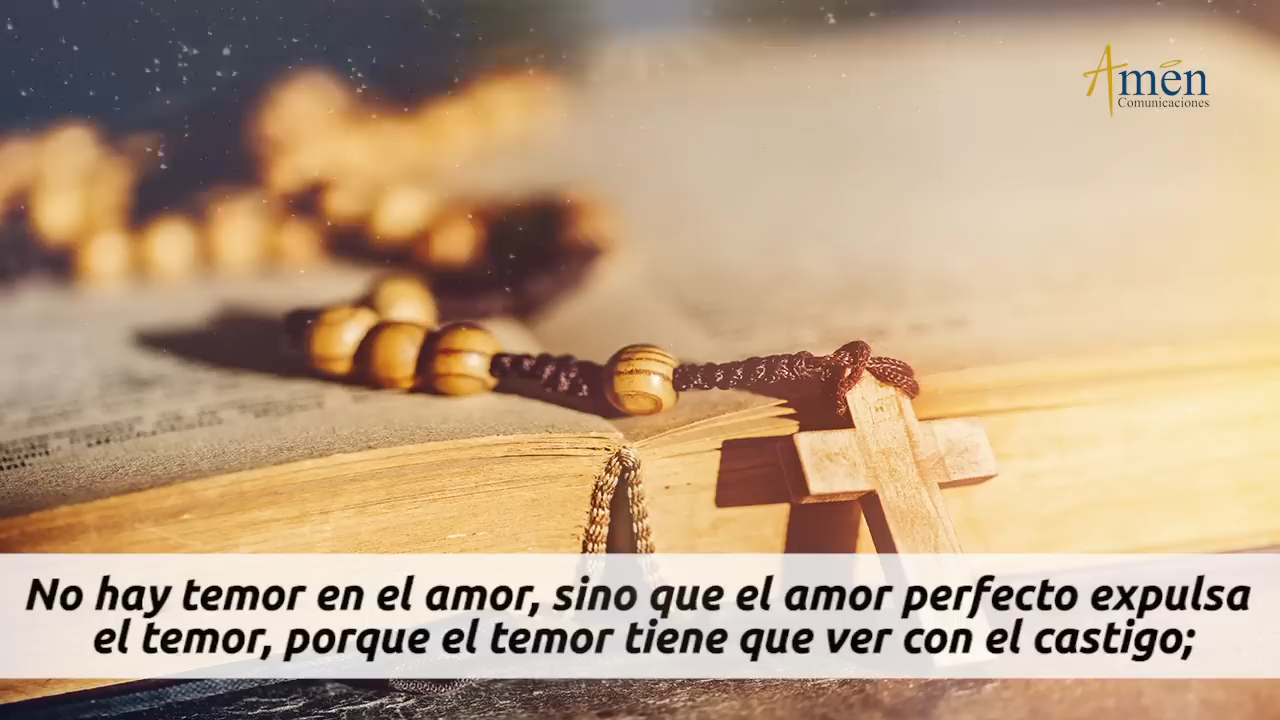 Amén
Comunicaciones
No hay temor en el amor, sino que el amor perfecto expulsa
el temor, porque el temor tiene que ver con el castigo;